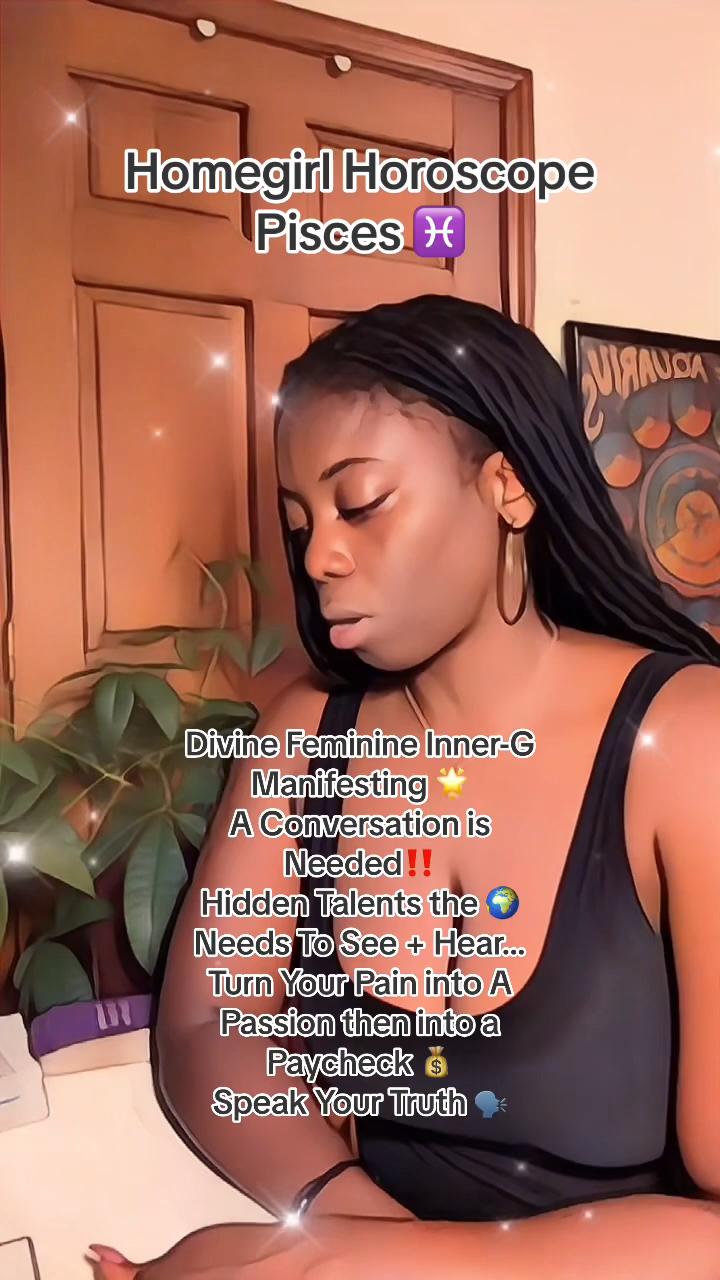 Homegirl Horoscope
Pisces ♓
AQUARIUS
Divine Feminine Inner-G
Manifesting 🌟
A Conversation is
Needed‼️
Hidden Talents the 🌍
Needs To See + Hear...
Turn Your Pain into A
Passion then into a
Paycheck 💰
Speak Your Truth 🗣️